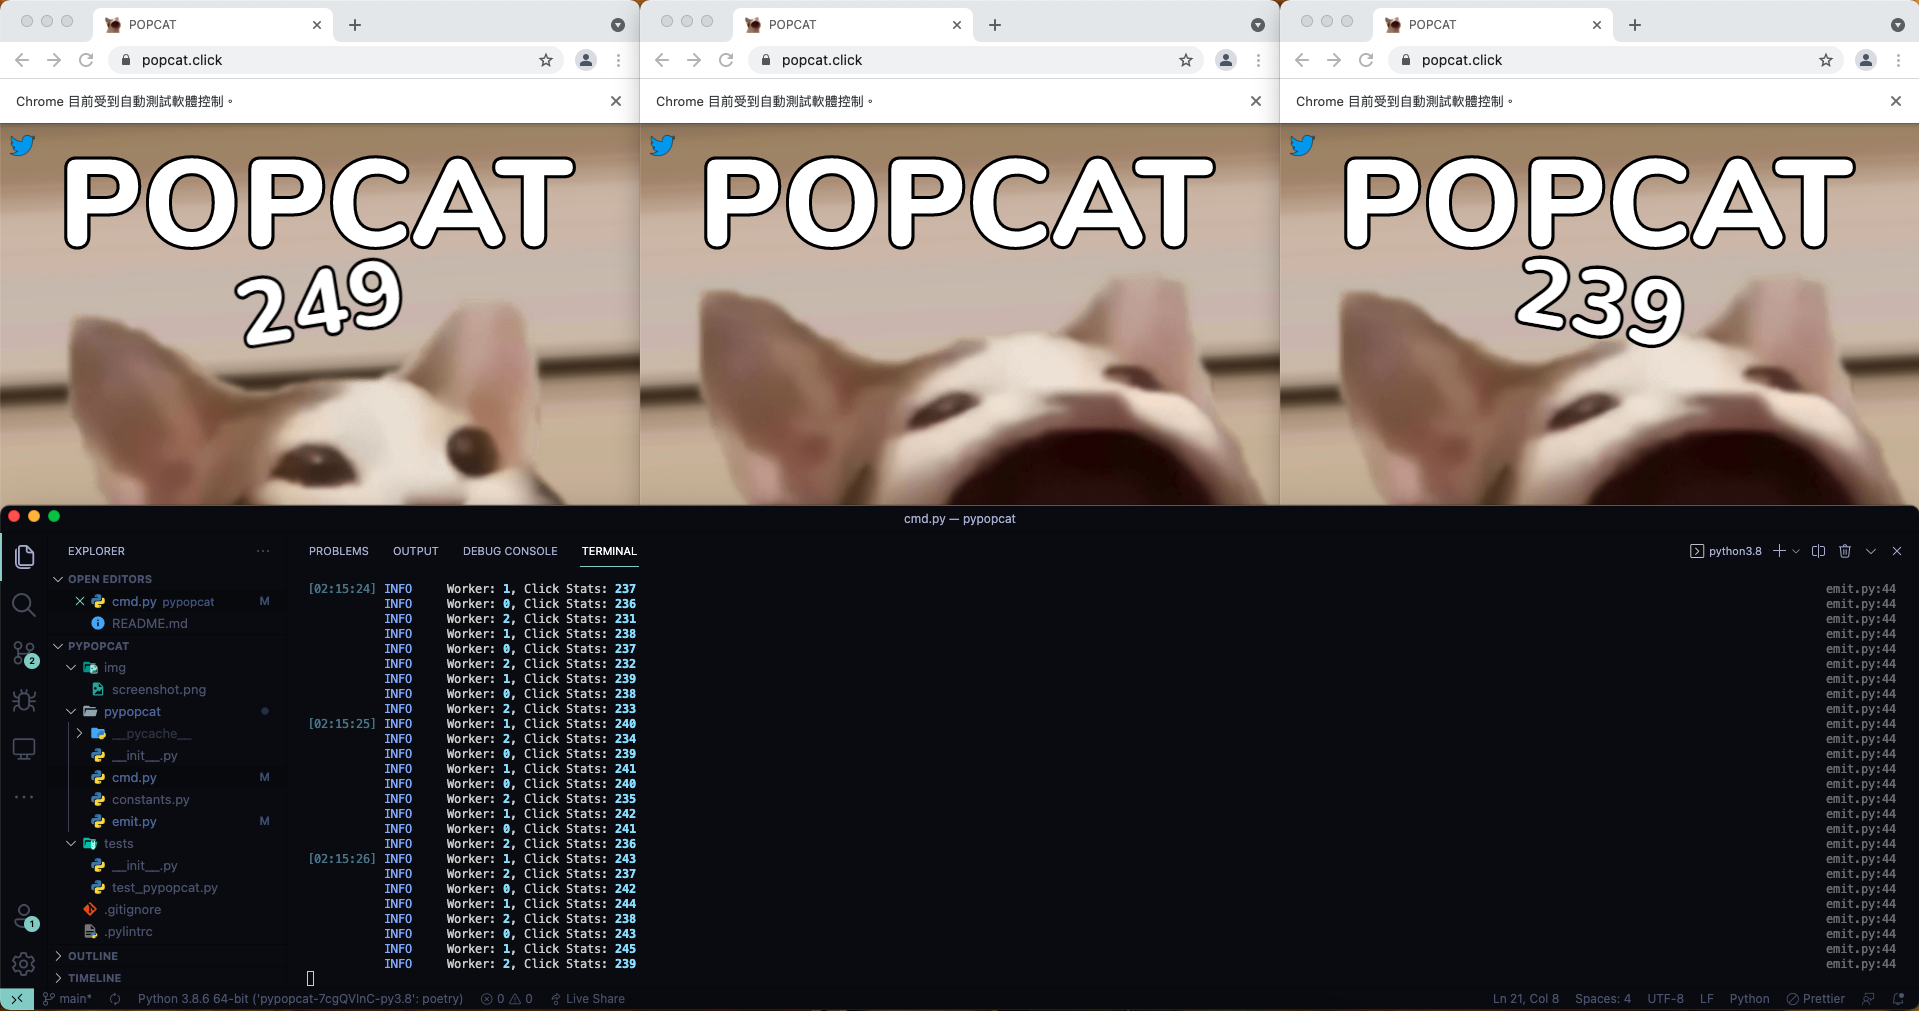 POPCAT
popcat.click
Chrome 目前受到自動測試軟體控制。
POPCAT
249
POPCAT
popcat.click
Chrome 目前受到自動測試軟體控制。
POPCAT
POPCAT
popcat.click
Chrome 目前受到自動測試軟體控制。
POPCAT
239
cmd.py — pypopcat
EXPLORER
OPEN EDITORS
cmd.py pypopcat M
README.md
PYPOPCAT
img
screenshot.png
pypopcat
__pycache__
__init__.py
cmd.py M
constants.py
emit.py M
tests
__init__.py
test_pypopcat.py
.gitignore
.pylintrc
OUTLINE
TIMELINE
2
1
PROBLEMS OUTPUT DEBUG CONSOLE TERMINAL
python3.8
[02:15:24] INFO Worker: 1, Click Stats: 237 emit.py:44
INFO Worker: 0, Click Stats: 236 emit.py:44
INFO Worker: 2, Click Stats: 231 emit.py:44
INFO Worker: 1, Click Stats: 238 emit.py:44
INFO Worker: 0, Click Stats: 237 emit.py:44
INFO Worker: 2, Click Stats: 232 emit.py:44
INFO Worker: 1, Click Stats: 239 emit.py:44
INFO Worker: 0, Click Stats: 238 emit.py:44
INFO Worker: 2, Click Stats: 233 emit.py:44
[02:15:25] INFO Worker: 1, Click Stats: 240 emit.py:44
INFO Worker: 2, Click Stats: 234 emit.py:44
INFO Worker: 0, Click Stats: 239 emit.py:44
INFO Worker: 1, Click Stats: 241 emit.py:44
INFO Worker: 0, Click Stats: 240 emit.py:44
INFO Worker: 2, Click Stats: 235 emit.py:44
INFO Worker: 1, Click Stats: 242 emit.py:44
INFO Worker: 0, Click Stats: 241 emit.py:44
INFO Worker: 2, Click Stats: 236 emit.py:44
[02:15:26] INFO Worker: 1, Click Stats: 243 emit.py:44
INFO Worker: 2, Click Stats: 237 emit.py:44
INFO Worker: 0, Click Stats: 242 emit.py:44
INFO Worker: 1, Click Stats: 244 emit.py:44
INFO Worker: 2, Click Stats: 238 emit.py:44
INFO Worker: 0, Click Stats: 243 emit.py:44
INFO Worker: 1, Click Stats: 245 emit.py:44
INFO Worker: 2, Click Stats: 239 emit.py:44
main* Python 3.8.6 64-bit ('pypopcat-7cgQVlnC-py3.8': poetry) 0 0 Live Share Ln 21, Col 8 Spaces: 4 UTF-8 LF Python Prettier